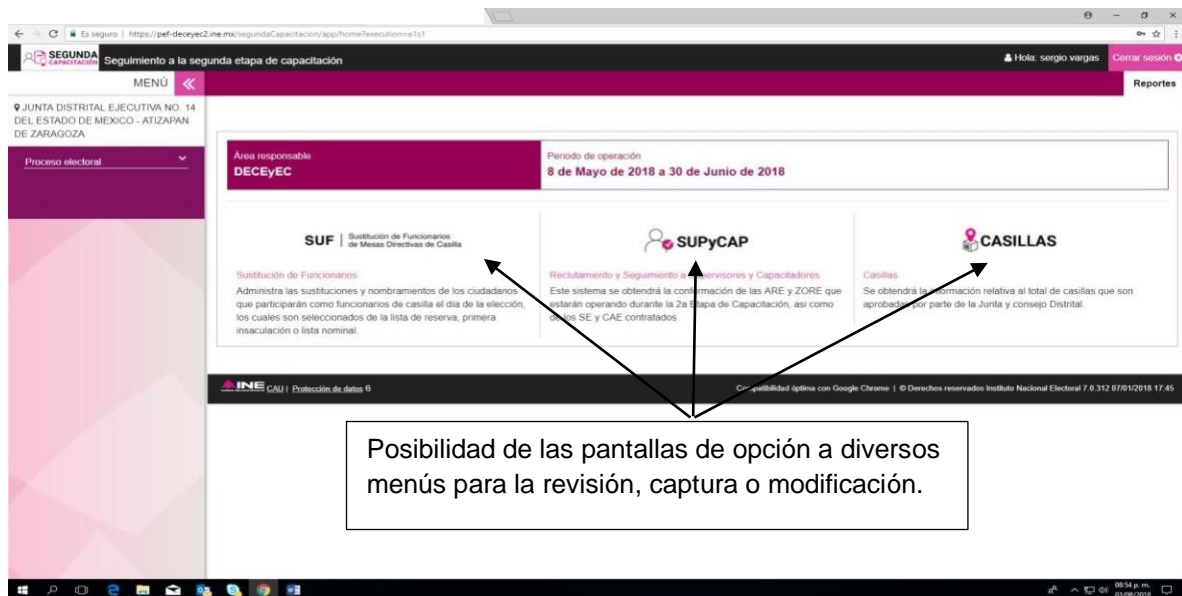 Es seguro | https://pef-deceyec2.ine.mx/segundaCapacitacion/app/home?execution=e1s1
SEGUNDA
CAPACITACIÓN
Seguimiento a la segunda etapa de capacitación
Hola: sergio.vargas
Cerrar sesión
MENÚ
Reportes
JUNTA DISTRITAL EJECUTIVA NO. 14
DEL ESTADO DE MEXICO - ATIZAPAN
DE ZARAGOZA
Proceso electoral
Área responsable
DECEyEC
Periodo de operación
8 de Mayo de 2018 a 30 de Junio de 2018
SUF | Sustitución de Funcionarios
de Mesas Directivas de Casilla
Sustitución de Funcionarios
Administra las sustituciones y nombramientos de los ciudadanos
que participarán como funcionarios de casilla el día de la elección,
los cuales son seleccionados de la lista de reserva, primera
insaculación o lista nominal.
SUPyCAP
Reclutamiento y Seguimiento a Supervisores y Capacitadores
Este sistema se obtendrá la conformación de las ARE y ZORE que
estarán operando durante la 2a Etapa de Capacitación, así como
de los SE y CAE contratados.
CASILLAS
Casillas
Se obtendrá la información relativa al total de casillas que son
aprobadas por parte de la Junta y consejo Distrital.
INE CAU | Protección de datos 6
Compatibilidad óptima con Google Chrome | © Derechos reservados Instituto Nacional Electoral 7.0.312 07/01/2018 17:45
Posibilidad de las pantallas de opción a diversos
menús para la revisión, captura o modificación.
08:54 p. m.
03/08/2018